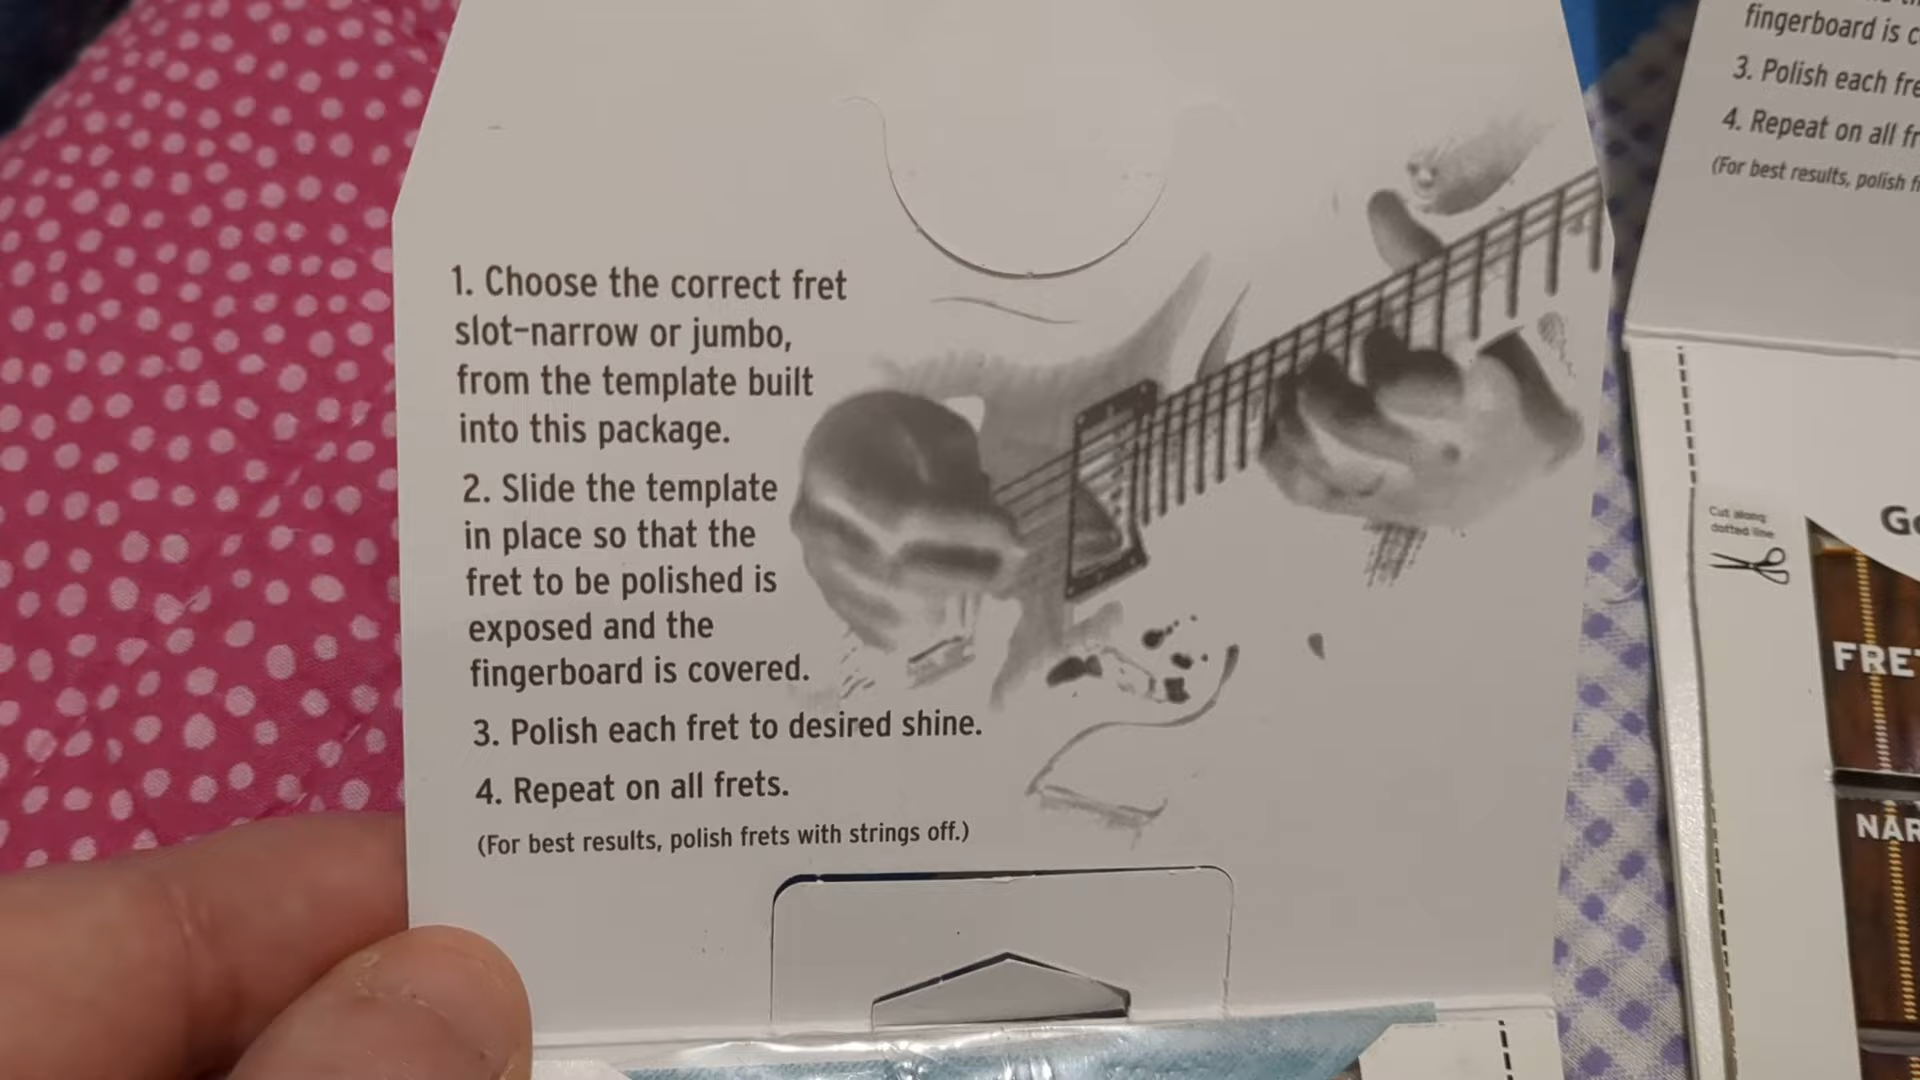 1. Choose the correct fret
slot-narrow or jumbo,
from the template built
into this package.
2. Slide the template
in place so that the
fret to be polished is
exposed and the
fingerboard is covered.
3. Polish each fret to desired shine.
4. Repeat on all frets.
(For best results, polish frets with strings off.)
fingerboard is
3. Polish each
4. Repeat on all
(For best results, polish
Cut along
dotted line